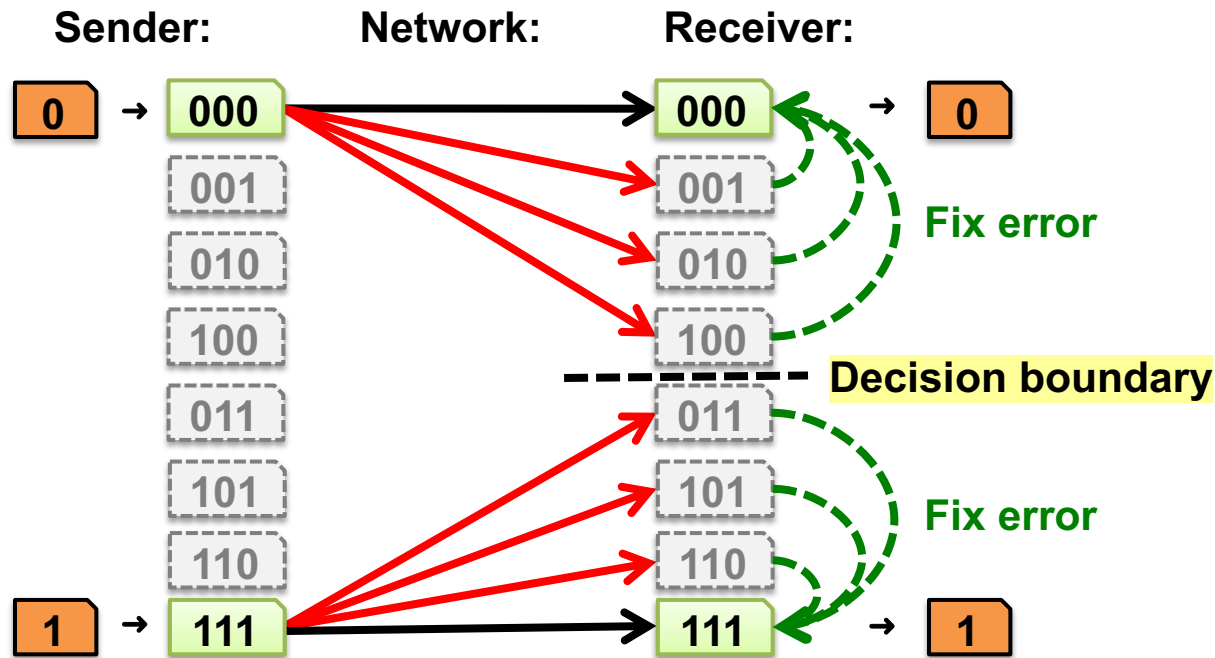 Sender: Network: Receiver:
0 → 000 000 → 0
001 001
010 010
Fix error
100 100
Decision boundary
011 011
101 101
Fix error
110 110
1 → 111 111 → 1